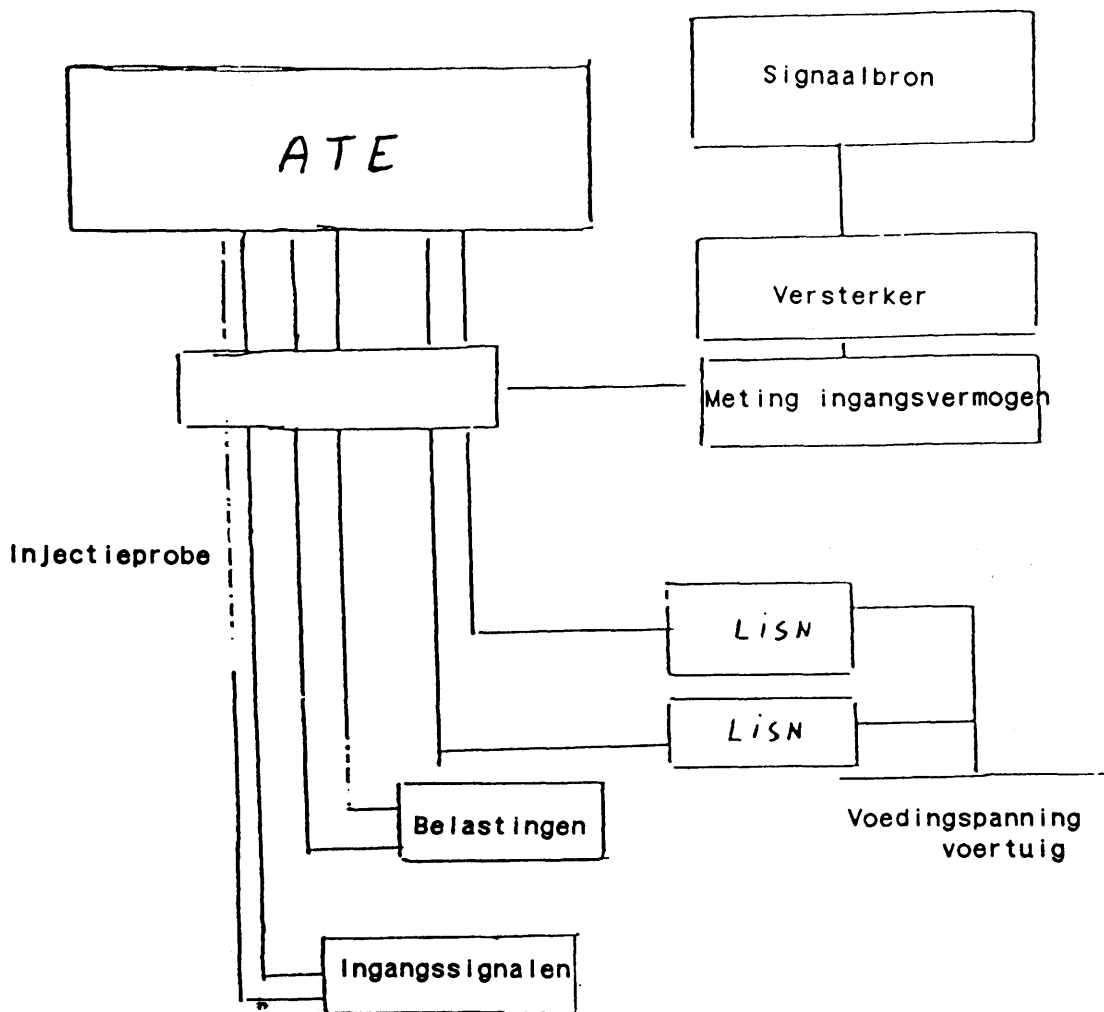 Signaalbron
ATE
Versterker
Meting ingangsvermogen
Injectieprobe
LISN
LISN
Belastingen
Voedingspanning
voertuig
Ingangssignalen